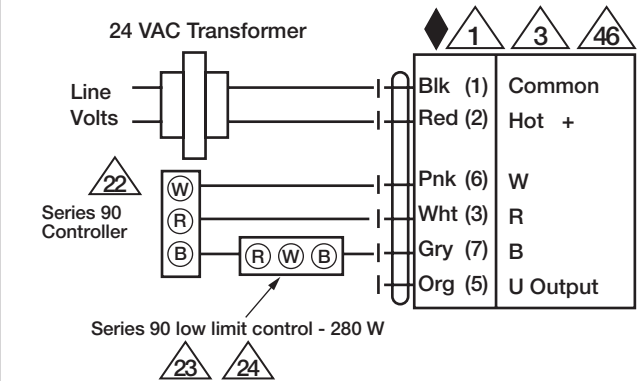 24 VAC Transformer
1 3 46
Line
Volts
Blk (1) Common
Red (2) Hot +
22
Series 90
Controller
W
R
B
R W B
Pnk (6) W
Wht (3) R
Gry (7) B
Org (5) U Output
Series 90 low limit control - 280 W
23 24